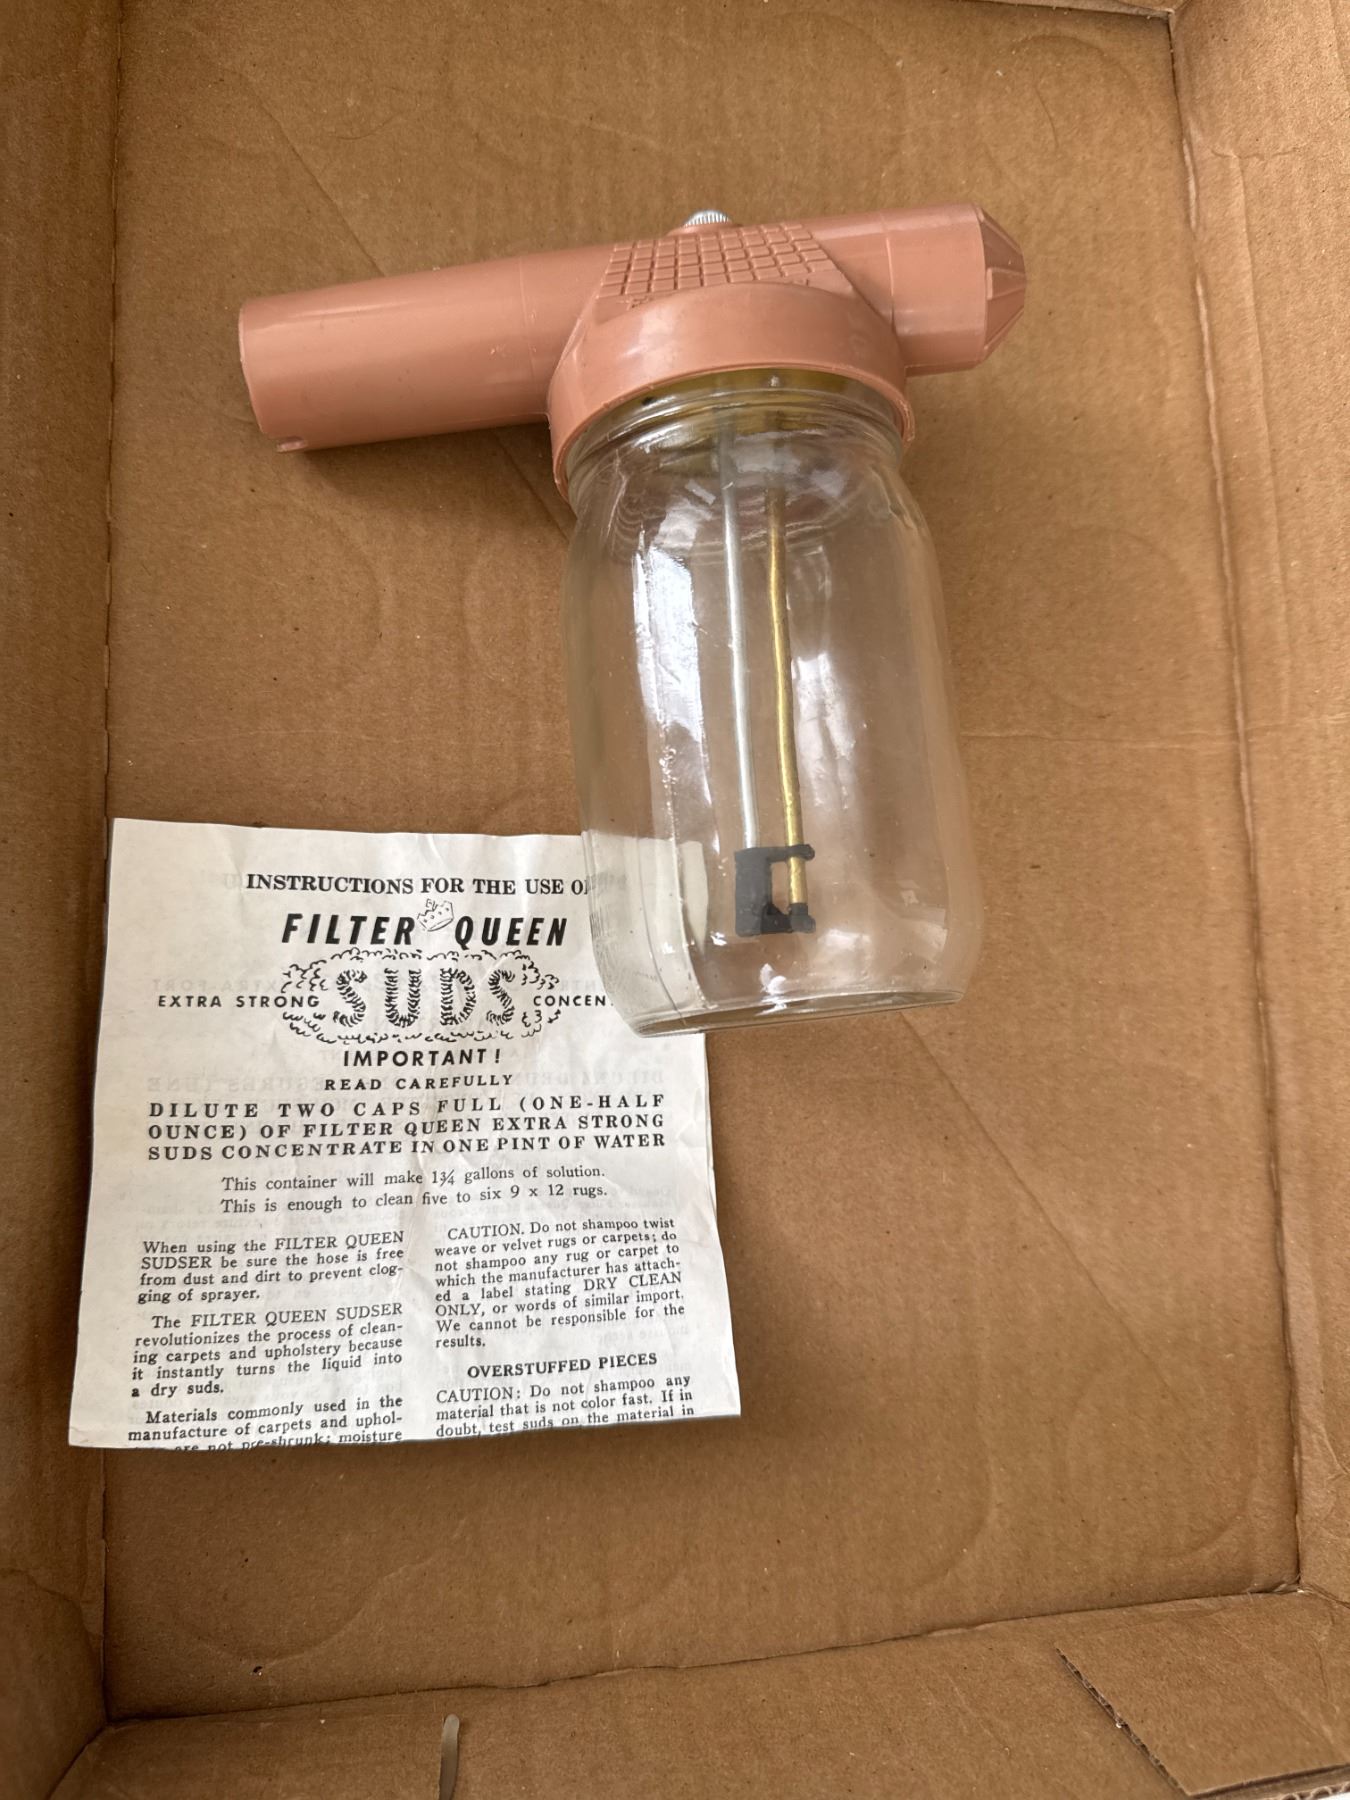 INSTRUCTIONS FOR THE USE
FILTER QUEEN
SUDS
EXTRA STRONG
IMPORTANT!
READ CAREFULLY
DILUTE TWO CAPS FULL (ONE-HALF
OUNCE) OF FILTER QUEEN EXTRA STRONG
SUDS CONCENTRATE IN ONE PINT OF WATER
This container will make 1¾ gallons of solution.
This is enough to clean five to six 9 x 12 rugs.
When using the FILTER QUEEN
SUDSER be sure the hose is free
from dust and dirt to prevent clog-
ging of sprayer.
The FILTER QUEEN SUDSER
revolutionizes the process of clean-
ing carpets and upholstery because
it instantly turns the liquid into
a dry suds.
Materials commonly used in the
manufacture of carpets and uphol-
are not pre-shrunk; moisture
CAUTION. Do not shampoo twist
weave or velvet rugs or carpets; do
not shampoo any rug or carpet to
which the manufacturer has attach-
ed a label stating DRY CLEAN
ONLY, or words of similar import.
We cannot be responsible for the
results.
OVERSTUFFED PIECES
CAUTION: Do not shampoo any
material that is not color fast. If in
doubt, test suds on the material in